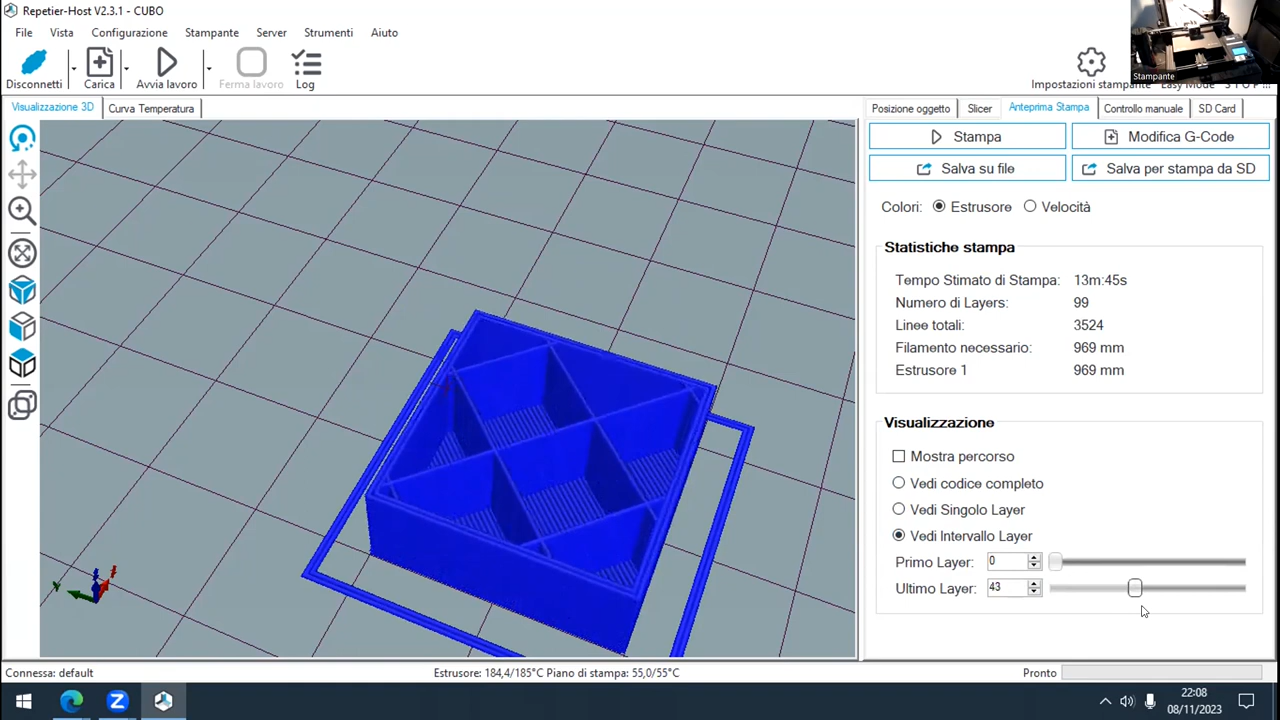 Repetier-Host V2.3.1 - CUBO
File Vista Configurazione Stampante Server Strumenti Aiuto
Stampante
Disconnetti Carica Avvia lavoro Ferma lavoro Log Impostazioni stampante Easy Mode
Visualizzazione 3D Curva Temperatura
Posizione oggetto Slicer Anteprima Stampa Controllo manuale SD Card
Stampa Modifica G-Code
Salva su file Salva per stampa da SD
Colori: Estrusore Velocità
Statistiche stampa
Tempo Stimato di Stampa: 13m:45s
Numero di Layers: 99
Linee totali: 3524
Filamento necessario: 969 mm
Estrusore 1 969 mm
Visualizzazione
Mostra percorso
Vedi codice completo
Vedi Singolo Layer
Vedi Intervallo Layer
Primo Layer: 0
Ultimo Layer: 43
Connessa: default Estrusore: 184,4/185°C Piano di stampa: 55,0/55°C Pronto
22:08
08/11/2023